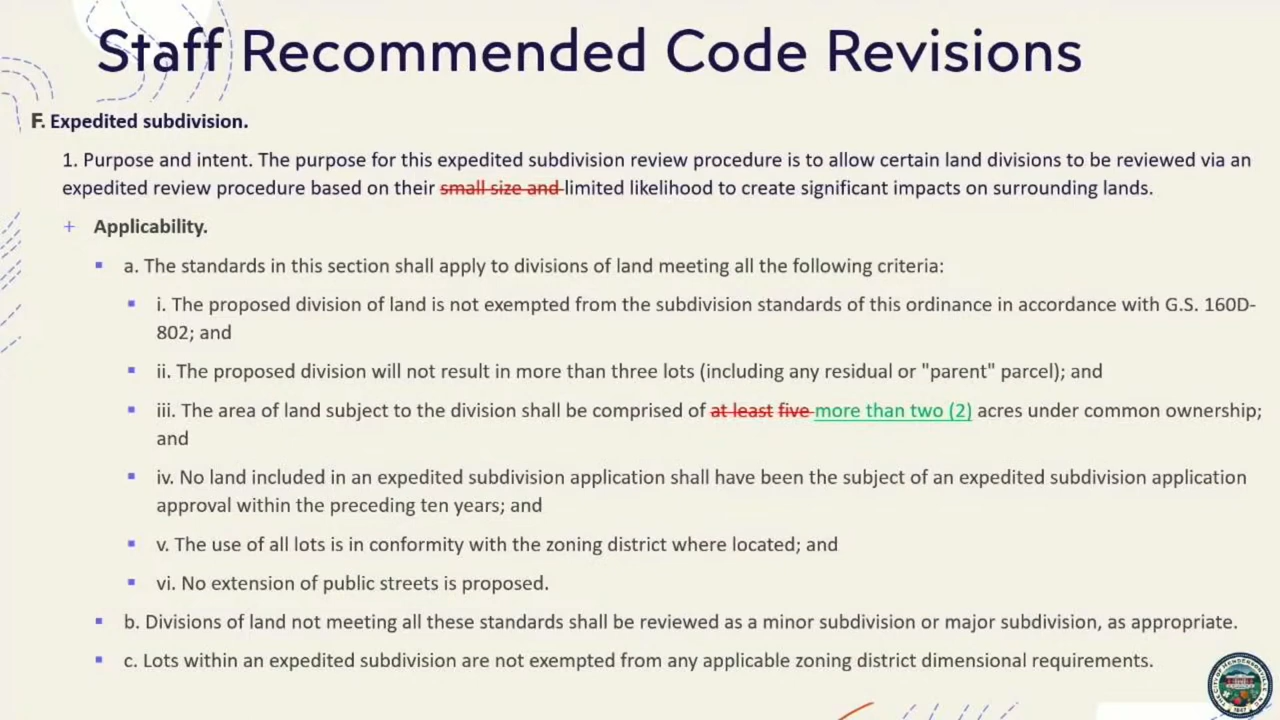 Staff Recommended Code Revisions
F. Expedited subdivision.
1. Purpose and intent. The purpose for this expedited subdivision review procedure is to allow certain land divisions to be reviewed via an
expedited review procedure based on their small size and limited likelihood to create significant impacts on surrounding lands.
+ Applicability.
a. The standards in this section shall apply to divisions of land meeting all the following criteria:
i. The proposed division of land is not exempted from the subdivision standards of this ordinance in accordance with G.S. 160D-
802; and
ii. The proposed division will not result in more than three lots (including any residual or "parent" parcel); and
iii. The area of land subject to the division shall be comprised of at least five more than two (2) acres under common ownership;
and
iv. No land included in an expedited subdivision application shall have been the subject of an expedited subdivision application
approval within the preceding ten years; and
v. The use of all lots is in conformity with the zoning district where located; and
vi. No extension of public streets is proposed.
b. Divisions of land not meeting all these standards shall be reviewed as a minor subdivision or major subdivision, as appropriate.
c. Lots within an expedited subdivision are not exempted from any applicable zoning district dimensional requirements.